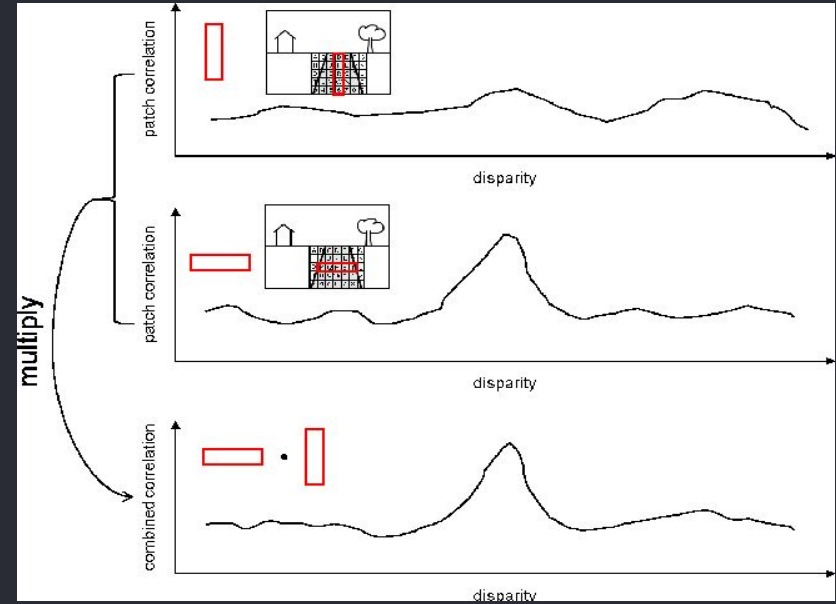 patch correlation
disparity
patch correlation
disparity
multiply
combined correlation
disparity